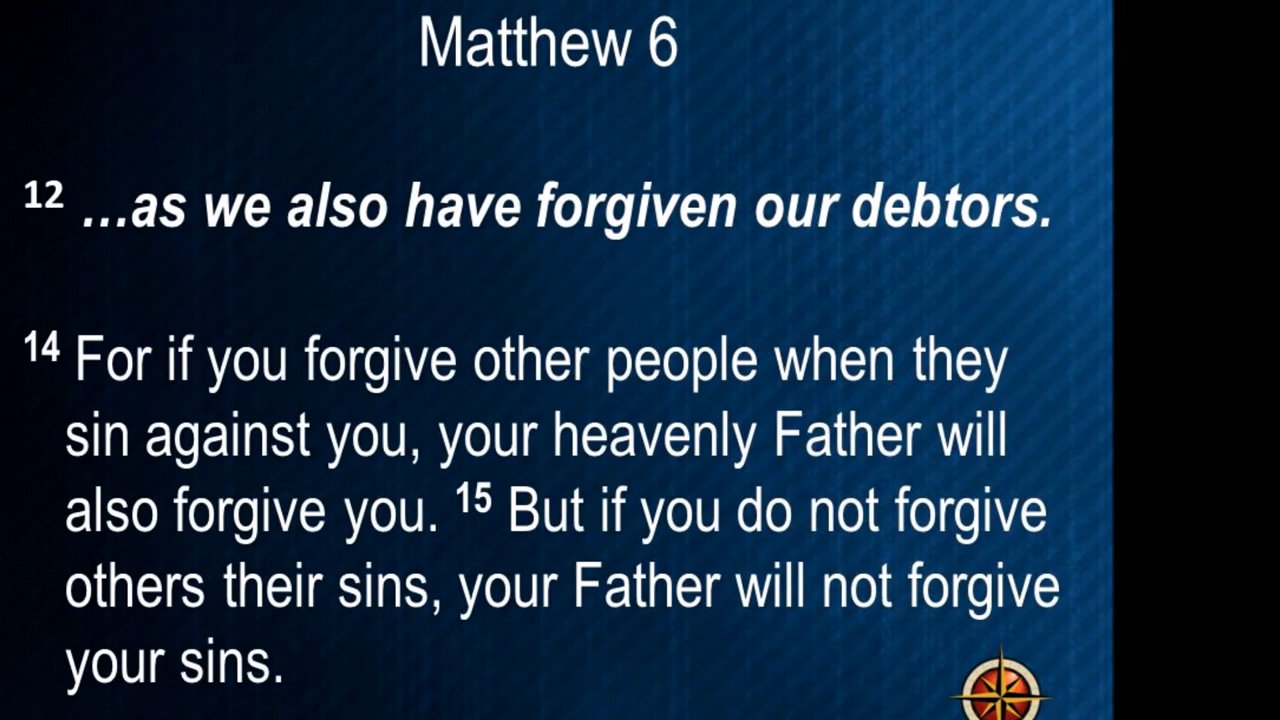 Matthew 6
12 …as we also have forgiven our debtors.
14 For if you forgive other people when they
sin against you, your heavenly Father will
also forgive you. 15 But if you do not forgive
others their sins, your Father will not forgive
your sins.